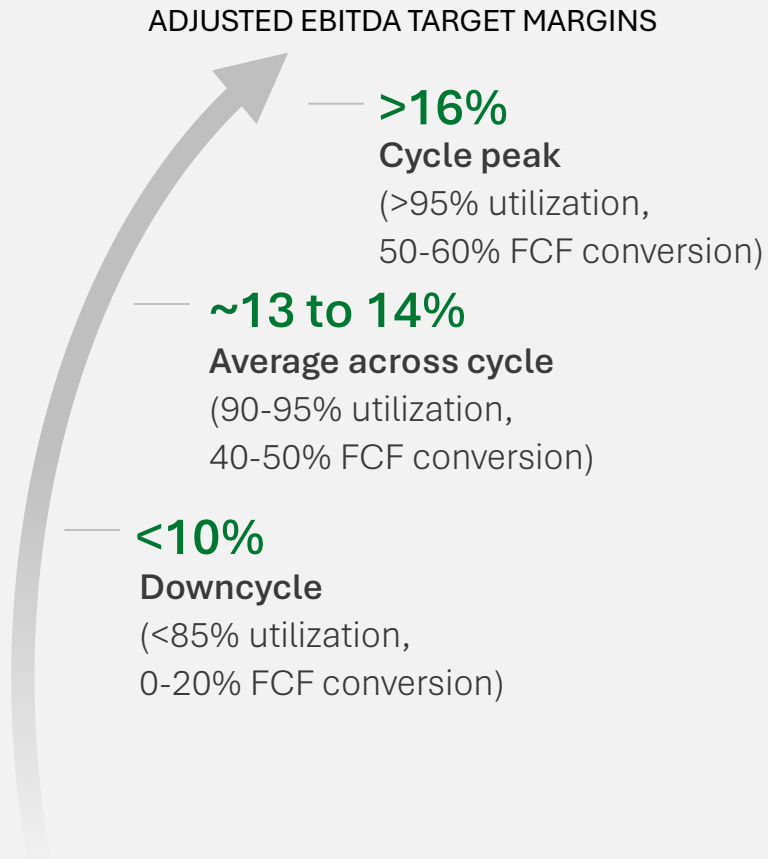 ADJUSTED EBITDA TARGET MARGINS
>16%
Cycle peak
(>95% utilization,
50-60% FCF conversion)
~13 to 14%
Average across cycle
(90-95% utilization,
40-50% FCF conversion)
<10%
Downcycle
(<85% utilization,
0-20% FCF conversion)